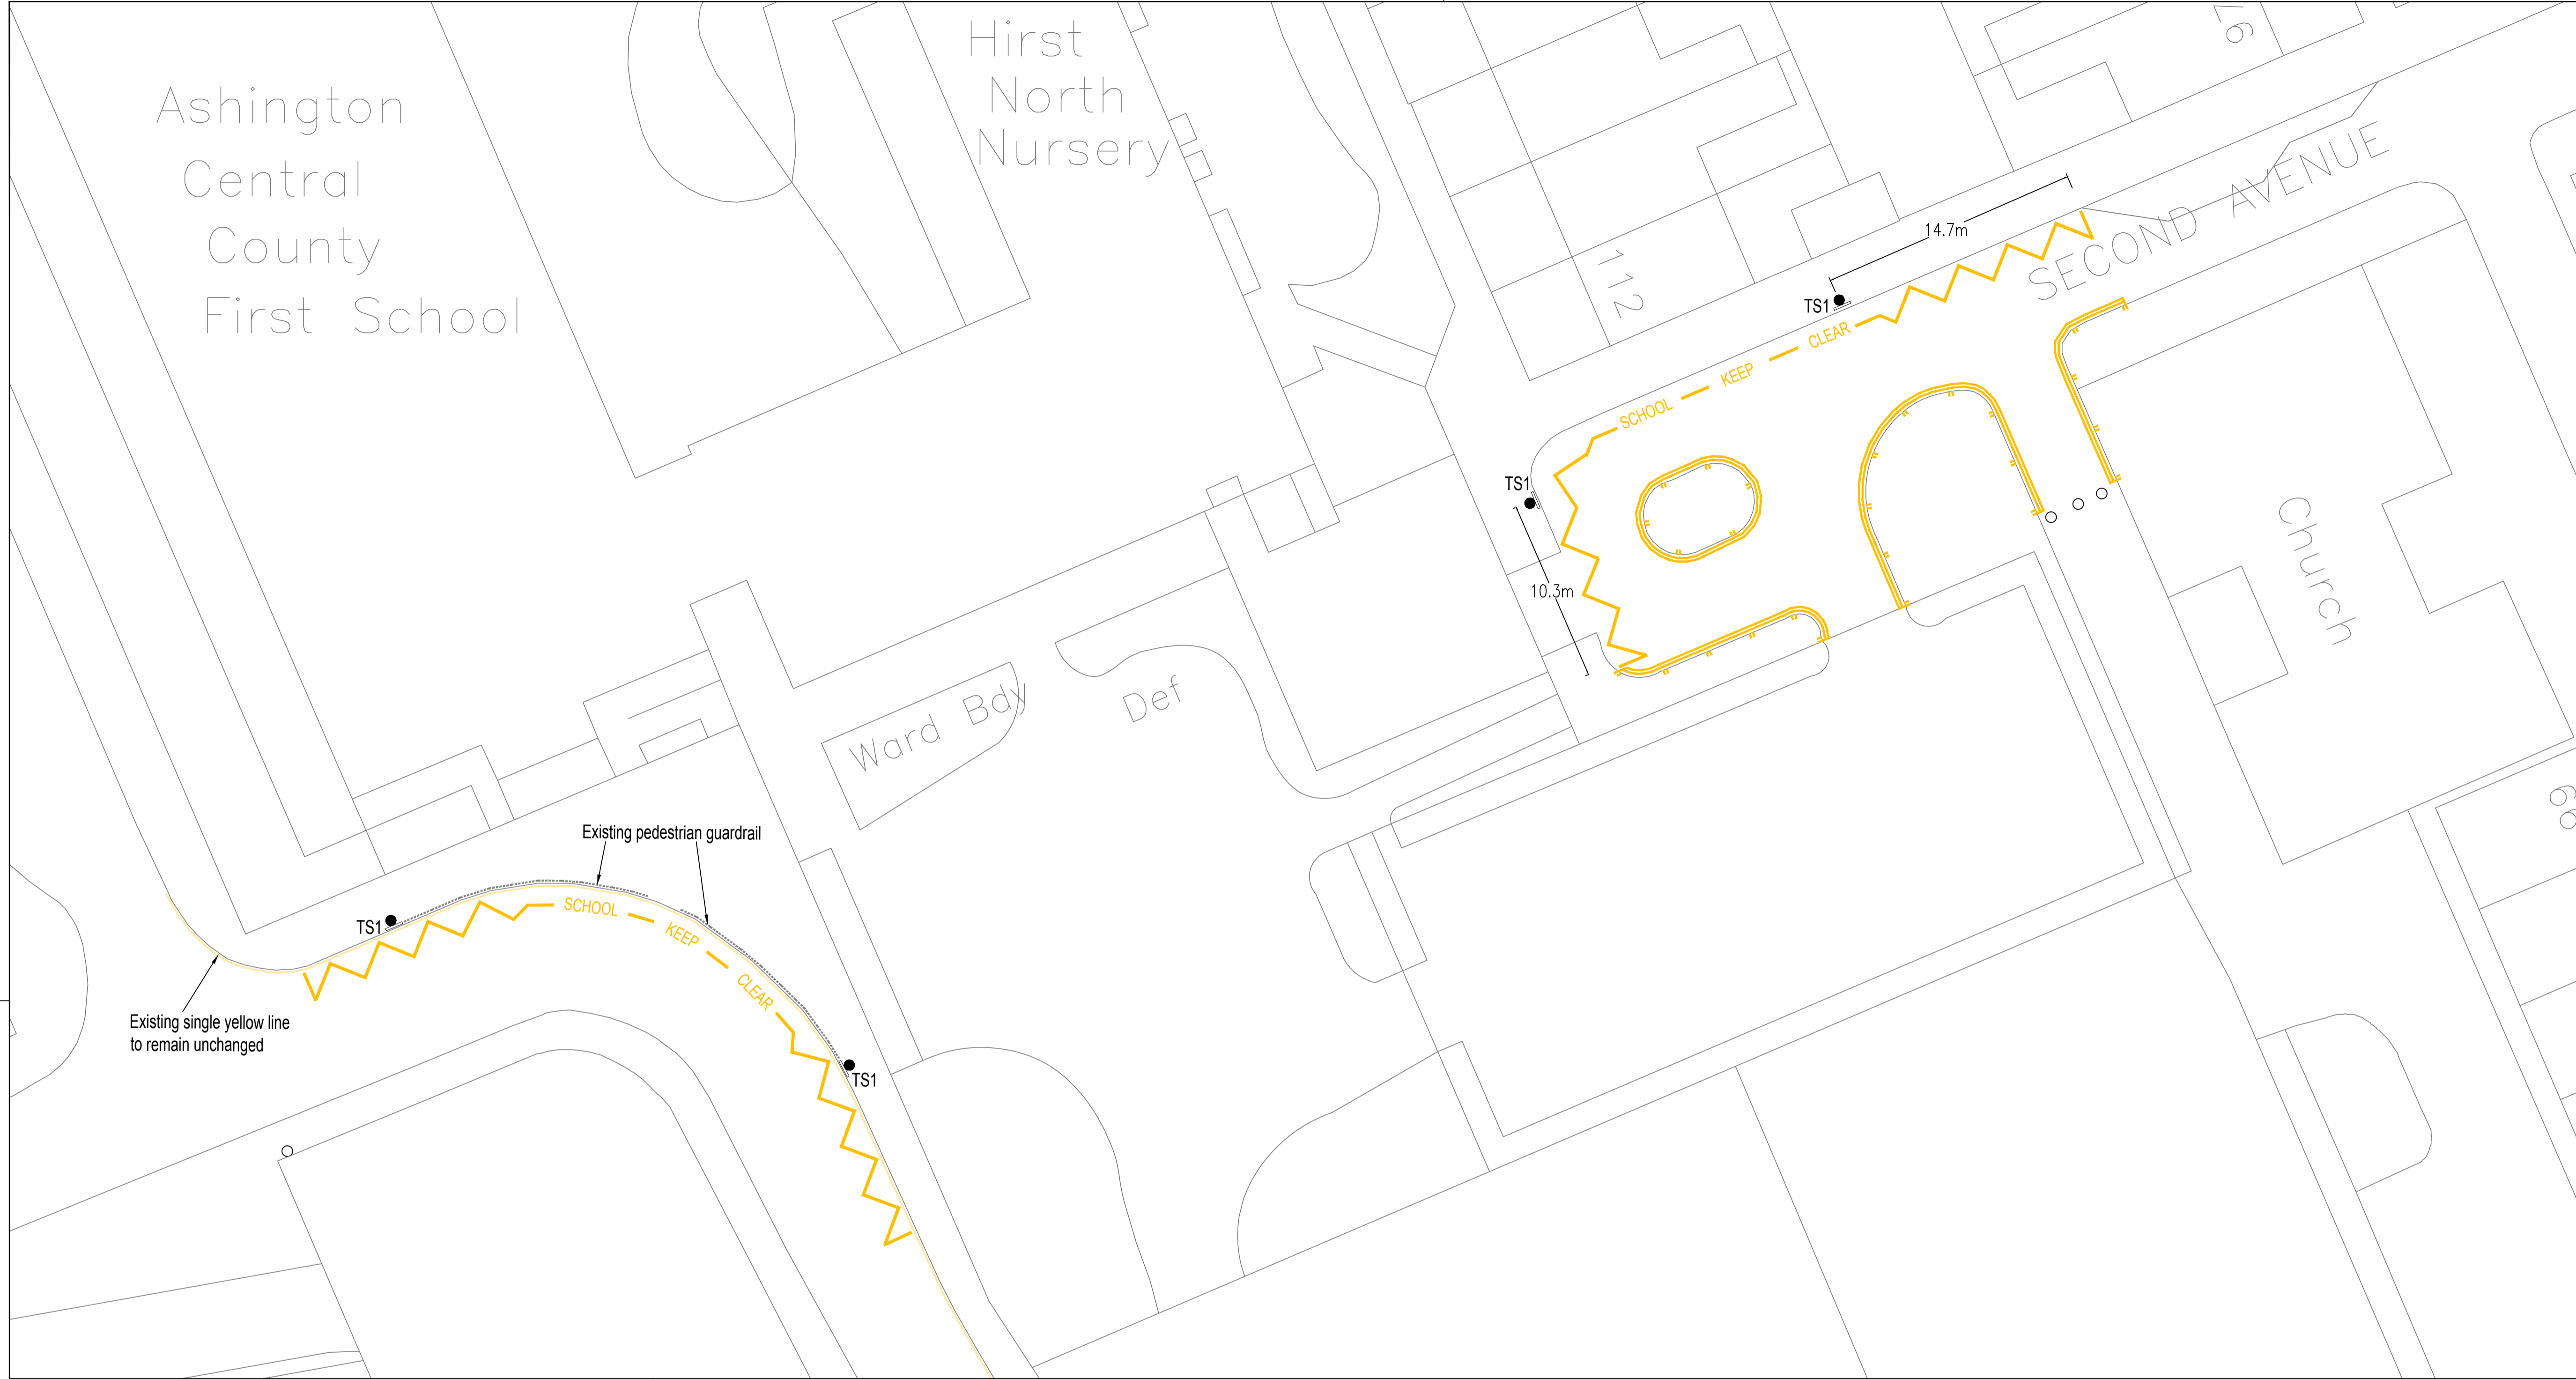 Ashington
Central
County
First School
Hirst
North
Nursery
76
112
14.7m
SECOND AVENUE
TS1
SCHOOL KEEP CLEAR
TS1
10.3m
Church
Ward Bdy
Def
68
Existing pedestrian guardrail
TS1
SCHOOL KEEP CLEAR
TS1
Existing single yellow line
to remain unchanged